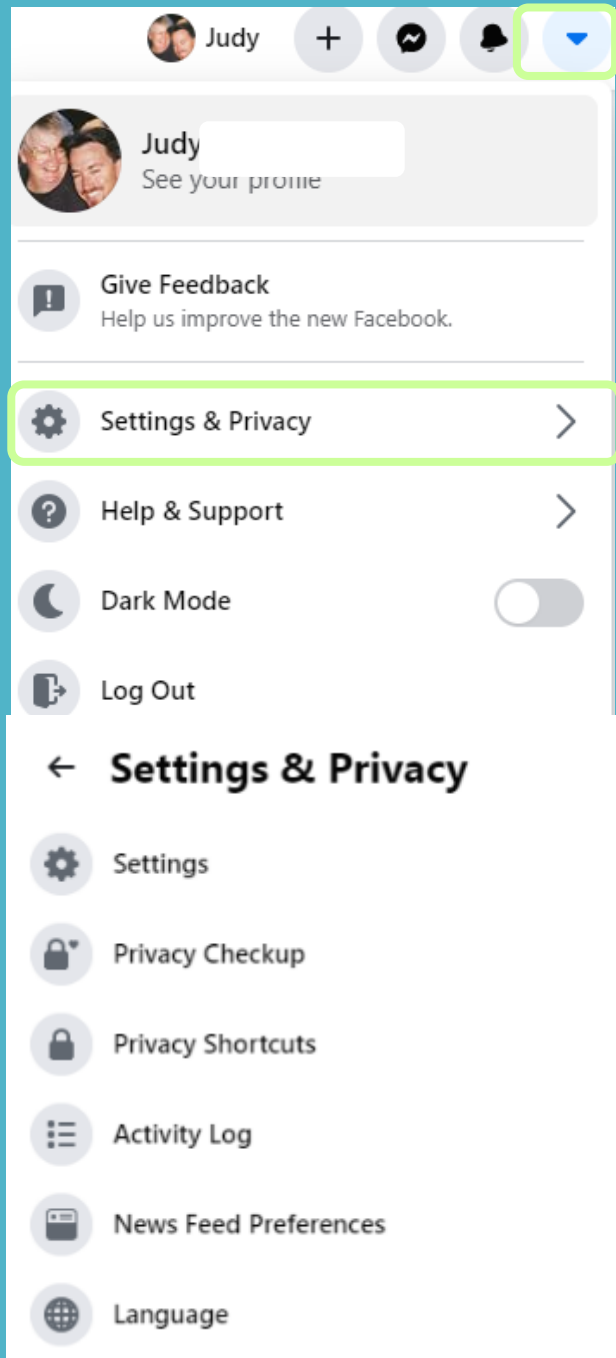 Judy
Judy
See your profile
Give Feedback
Help us improve the new Facebook.
Settings & Privacy
Help & Support
Dark Mode
Log Out
Settings & Privacy
Settings
Privacy Checkup
Privacy Shortcuts
Activity Log
News Feed Preferences
Language